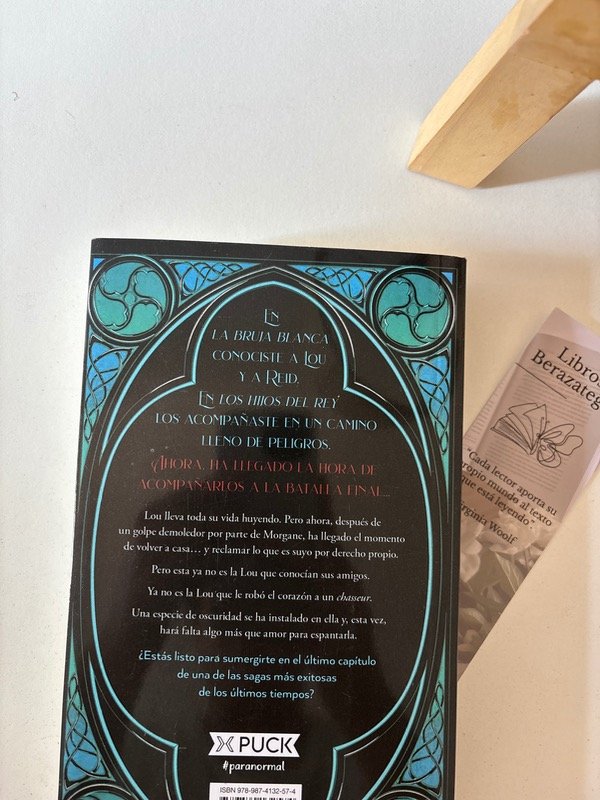 En
la bruja blanca
conociste a Lou
y a Reid.
En los hijos del rey
los acompañaste en un camino
lleno de peligros.
Ahora, ha llegado la hora de
acompañarlos a la batalla final...
Lou lleva toda su vida huyendo. Pero ahora, después de
un golpe demoledor por parte de Morgane, ha llegado el momento
de volver a casa... y reclamar lo que es suyo por derecho propio.
Pero esta ya no es la Lou que conocían sus amigos.
Ya no es la Lou que le robó el corazón a un chasseur.
Una especie de oscuridad se ha instalado en ella y, esta vez,
hará falta algo más que amor para espantarla.
¿Estás listo para sumergirte en el último capítulo
de una de las sagas más exitosas
de los últimos tiempos?
PUCK
#paranormal
ISBN 978-987-4132-57-4
Libros
Berazateg
"Cada lector aporta su
propio mundo al texto
que está leyendo."
Virginia Woolf